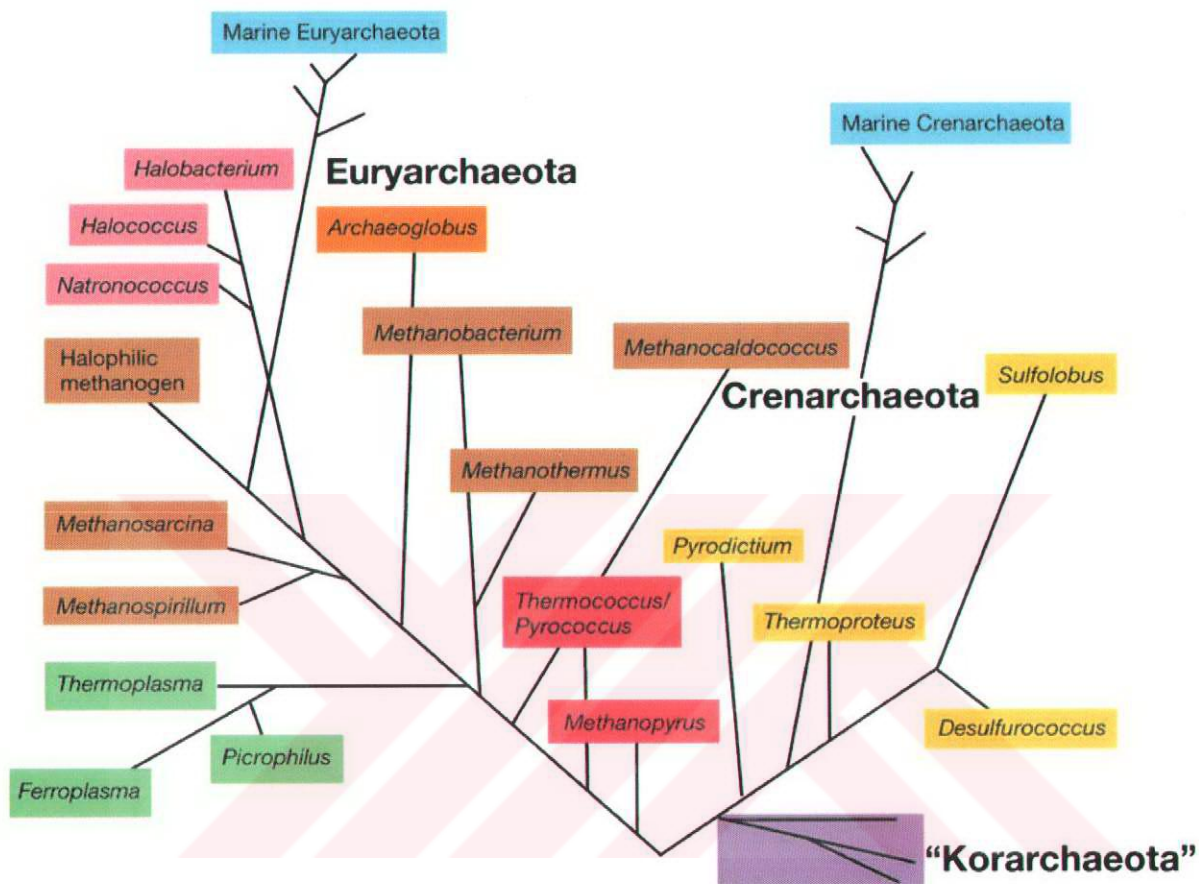 Marine Euryarchaeota
Marine Crenarchaeota
Halobacterium
Euryarchaeota
Halococcus
Archaeoglobus
Natronococcus
Methanobacterium
Methanocaldococcus
Halophilic
methanogen
Sulfolobus
Crenarchaeota
Methanothermus
Methanosarcina
Pyrodictium
Methanospirillum
Thermococcus/
Pyrococcus
Thermoproteus
Thermoplasma
Methanopyrus
Desulfurococcus
Picrophilus
Ferroplasma
“Korarchaeota”